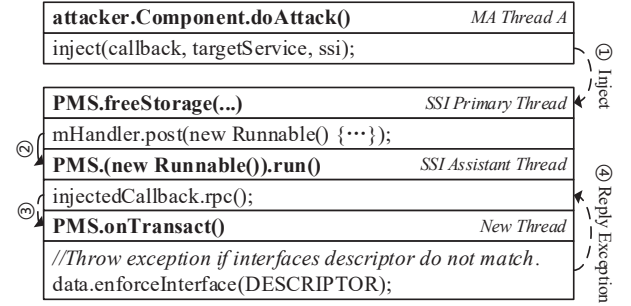 attacker.Component.doAttack() MA Thread A
inject(callback, targetService, ssi);
① Inject
PMS.freeStorage(...) SSI Primary Thread
mHandler.post(new Runnable() {···});
②
PMS.(new Runnable()).run() SSI Assistant Thread
injectedCallback.rpc();
③
PMS.onTransact() New Thread
//Throw exception if interfaces descriptor do not match.
data.enforceInterface(DESCRIPTOR);
④ Reply Exception